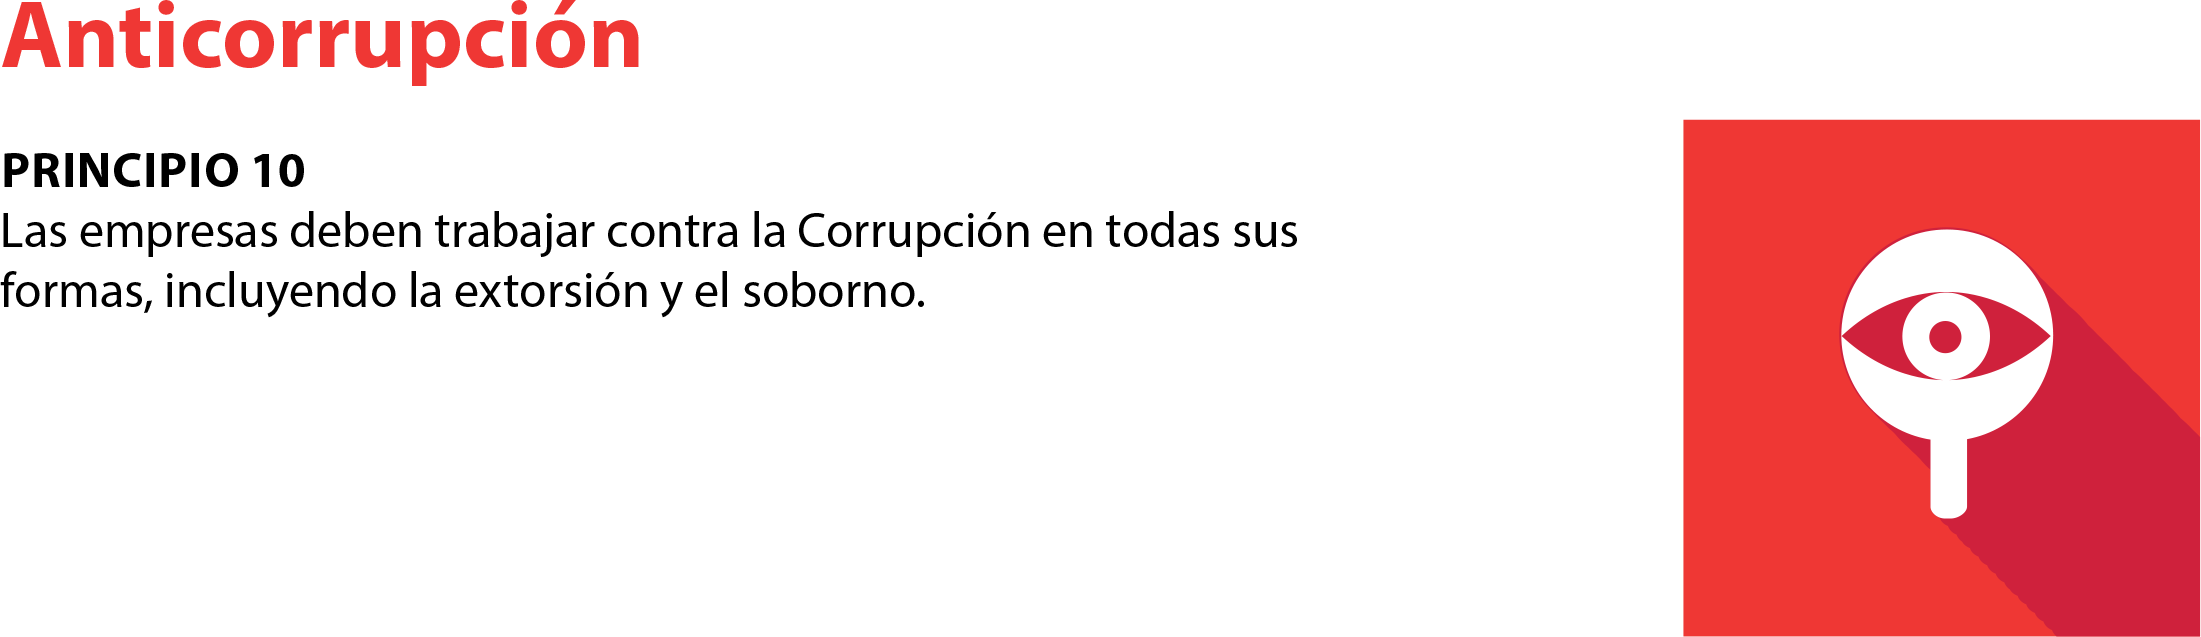 Anticorrupción
PRINCIPIO 10
Las empresas deben trabajar contra la Corrupción en todas sus
formas, incluyendo la extorsión y el soborno.